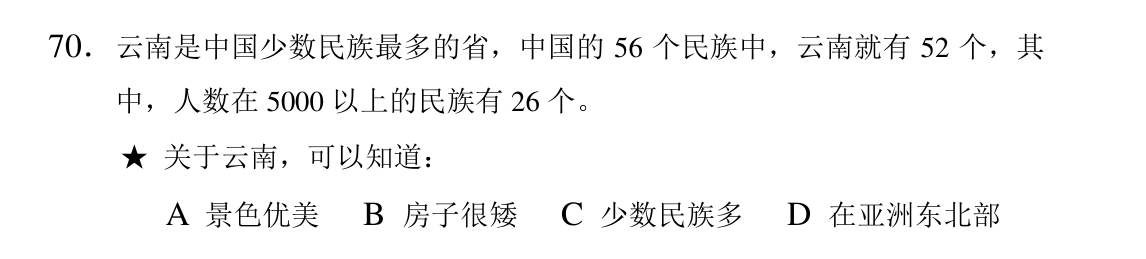 70. 云南是中国少数民族最多的省，中国的 56 个民族中，云南就有 52 个，其
中，人数在 5000 以上的民族有 26 个。
★ 关于云南，可以知道：
A 景色优美 B 房子很矮 C 少数民族多 D 在亚洲东北部